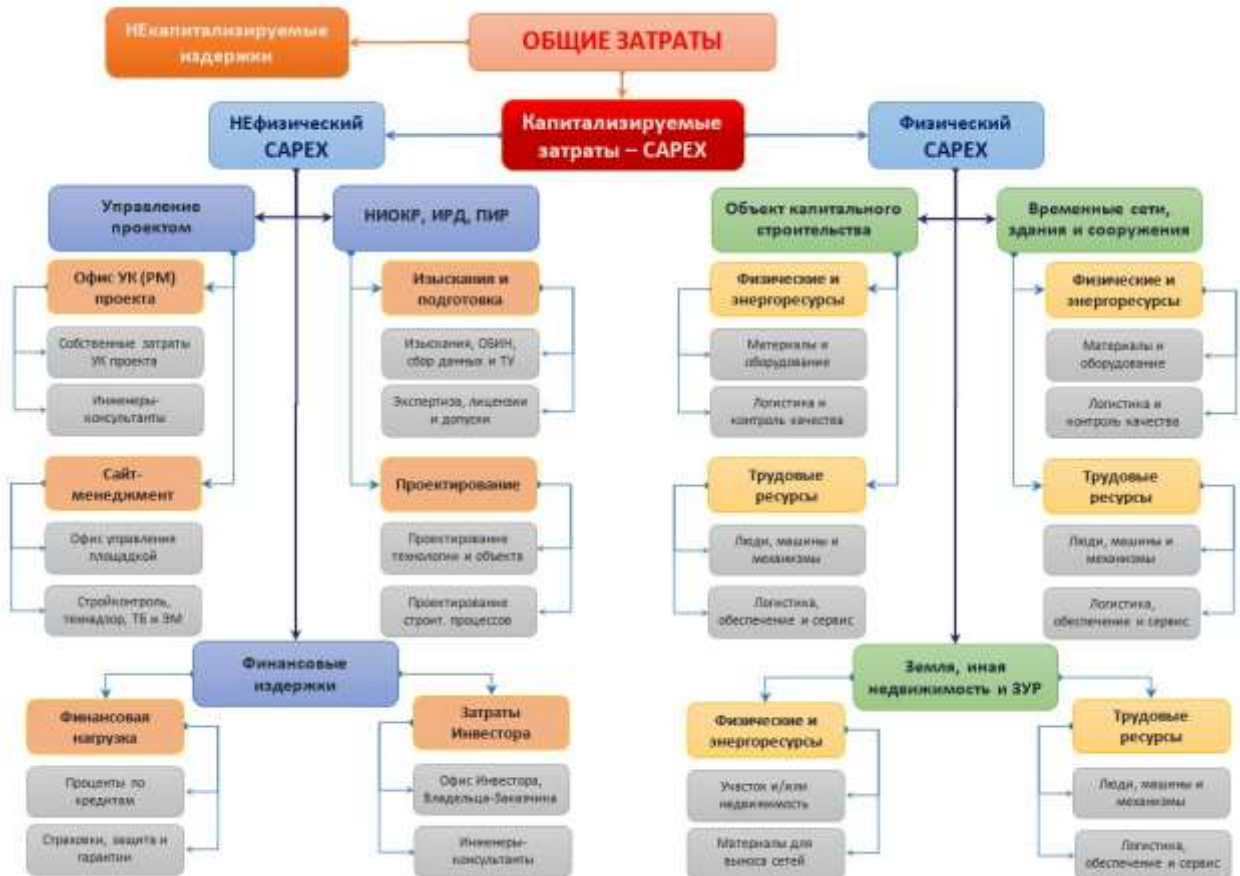 НЕкапитализируемые
издержки
ОБЩИЕ ЗАТРАТЫ
НЕфизический
CAPEX
Капитализируемые
затраты – CAPEX
Физический
CAPEX
Управление
проектом
НИОКР, ИРД, ПИР
Объект капитального
строительства
Временные сети,
здания и сооружения
Офис УК (РМ)
проекта
Изыскания и
подготовка
Физические и
энергоресурсы
Физические и
энергоресурсы
Собственные затраты
УК проекта
Изыскания, ОБИН,
сбор данных и ТУ
Материалы и
оборудование
Материалы и
оборудование
Инженеры-
консультанты
Экспертиза, лицензии
и допуски
Логистика и
контроль качества
Логистика и
контроль качества
Сайт-
менеджмент
Проектирование
Трудовые
ресурсы
Трудовые
ресурсы
Офис управления
площадкой
Проектирование
технологии и объекта
Люди, машины и
механизмы
Люди, машины и
механизмы
Стройконтроль,
технадзор, ТБ и ЭМ
Проектирование
строит. процессов
Логистика,
обеспечение и сервис
Логистика,
обеспечение и сервис
Финансовые
издержки
Земля, иная
недвижимость и ЗУР
Финансовая
нагрузка
Затраты
Инвестора
Физические и
энергоресурсы
Трудовые
ресурсы
Проценты по
кредитам
Офис Инвестора,
Владельца-Заказчика
Участок и/или
недвижимость
Люди, машины и
механизмы
Страховки, защита и
гарантии
Инженеры-
консультанты
Материалы для
выноса сетей
Логистика,
обеспечение и сервис